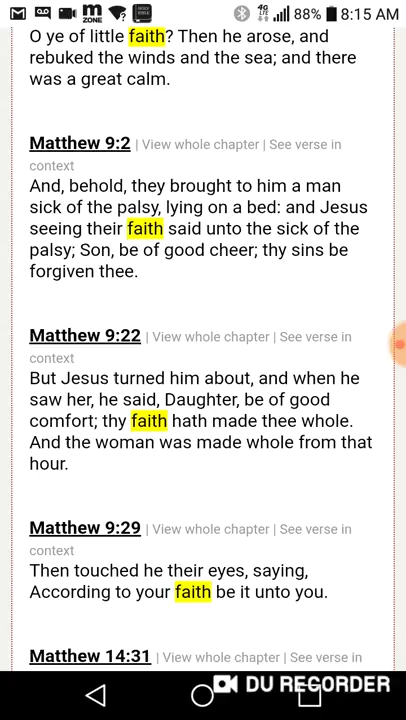 m
ZONE
?
HOLY
BIBLE
4G
LTE
88%
8:15 AM
O ye of little faith? Then he arose, and
rebuked the winds and the sea; and there
was a great calm.
Matthew 9:2 | View whole chapter | See verse in
context
And, behold, they brought to him a man
sick of the palsy, lying on a bed: and Jesus
seeing their faith said unto the sick of the
palsy; Son, be of good cheer; thy sins be
forgiven thee.
Matthew 9:22 | View whole chapter | See verse in
context
But Jesus turned him about, and when he
saw her, he said, Daughter, be of good
comfort; thy faith hath made thee whole.
And the woman was made whole from that
hour.
Matthew 9:29 | View whole chapter | See verse in
context
Then touched he their eyes, saying,
According to your faith be it unto you.
Matthew 14:31 | View whole chapter | See verse in
DU RECORDER